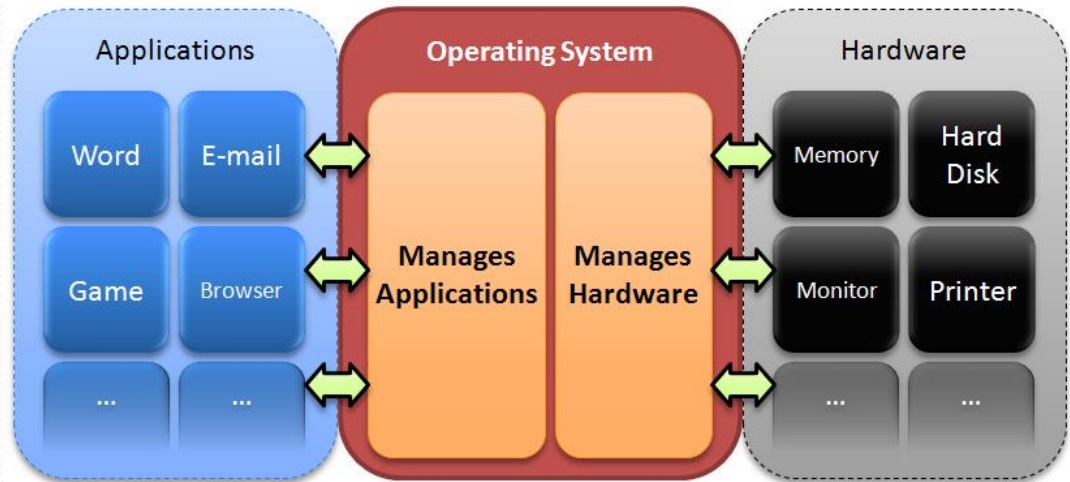 Applications
Word
E-mail
Game
Browser
...
...
Operating System
Manages
Applications
Manages
Hardware
Hardware
Memory
Hard
Disk
Monitor
Printer
...
...